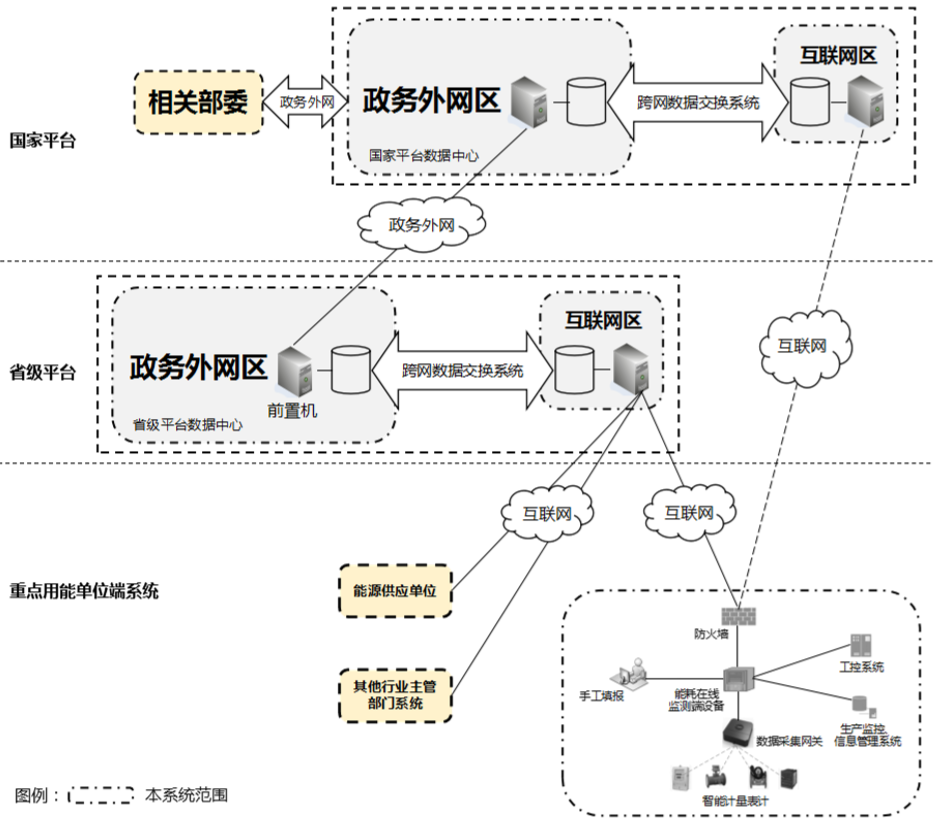 互联网区
相关部委
政务外网
政务外网区
跨网数据交换系统
国家平台
国家平台数据中心
政务外网
互联网区
互联网
政务外网区
跨网数据交换系统
省级平台
前置机
省级平台数据中心
互联网
互联网
重点用能单位端系统
能源供应单位
防火墙
工控系统
其他行业主管
部门系统
手工填报
能耗在线
监测端设备
生产监控,
信息管理系统
数据采集网关
智能计量表计
图例：
本系统范围